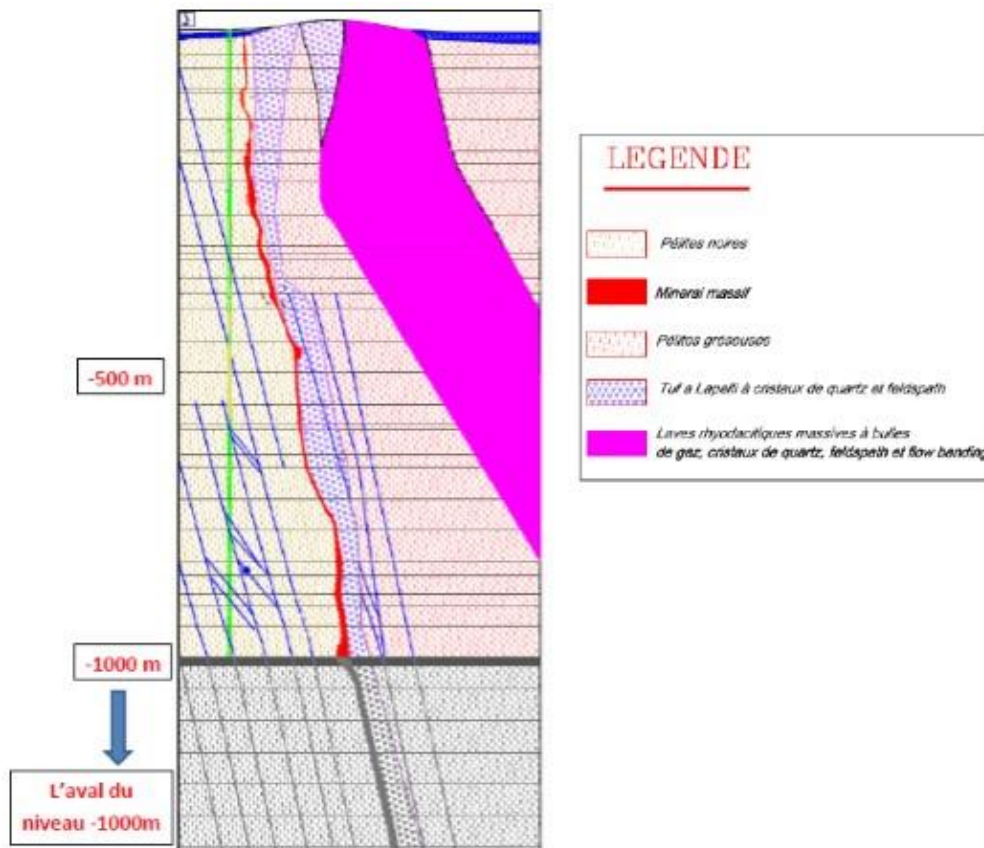 LEGENDE
Pélites noires
Minerai massif
Pélites greseuses
Tuf a Lapelli à cristaux de quartz et feldspath
Laves rhyodacitiques massives à bulles
de gaz, cristaux de quartz, feldspath et flow banding
-500 m
-1000 m
L'aval du
niveau -1000m